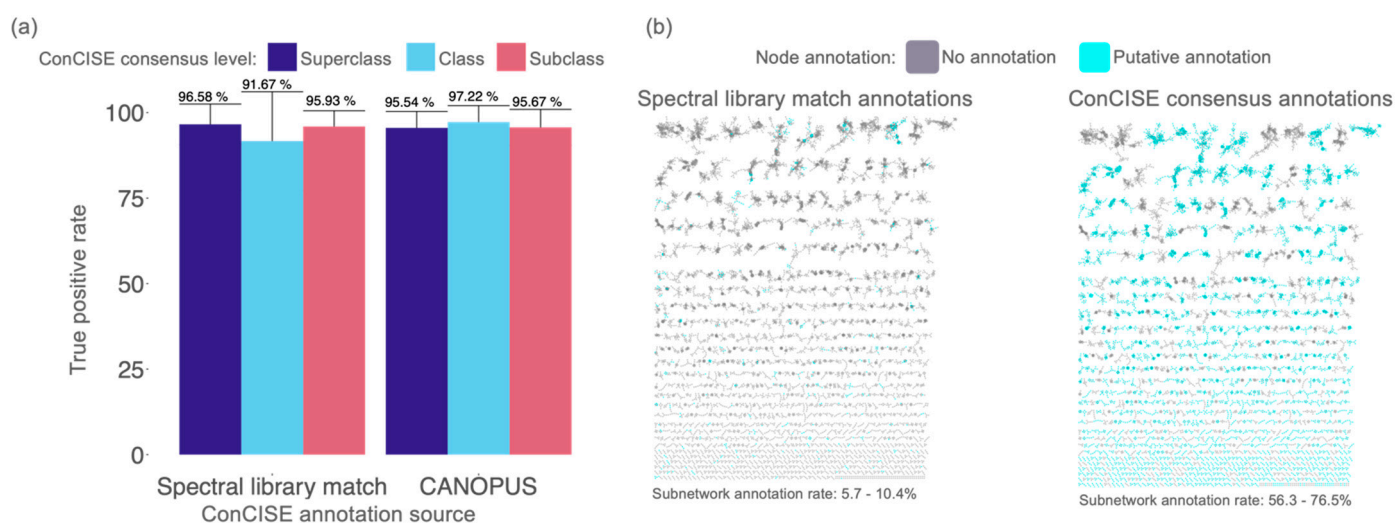 (a)
ConCISE consensus level: Superclass Class Subclass
96.58 % 91.67 % 95.93 % 95.54 % 97.22 % 95.67 %
100
75
50
25
0
True positive rate
Spectral library match CANOPUS
ConCISE annotation source
(b)
Node annotation: No annotation Putative annotation
Spectral library match annotations ConCISE consensus annotations
Subnetwork annotation rate: 5.7 - 10.4% Subnetwork annotation rate: 56.3 - 76.5%